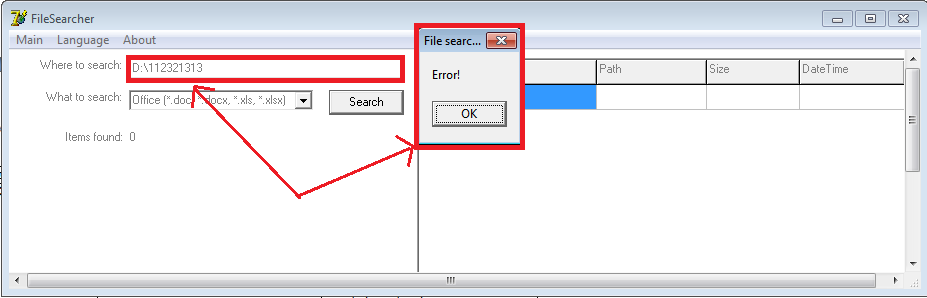 FileSearcher
Main Language About
Where to search: D:\112321313
What to search: Office (*.doc, *.docx, *.xls, *.xlsx) Search
Items found: 0
File searc...
Error!
OK
Path Size DateTime